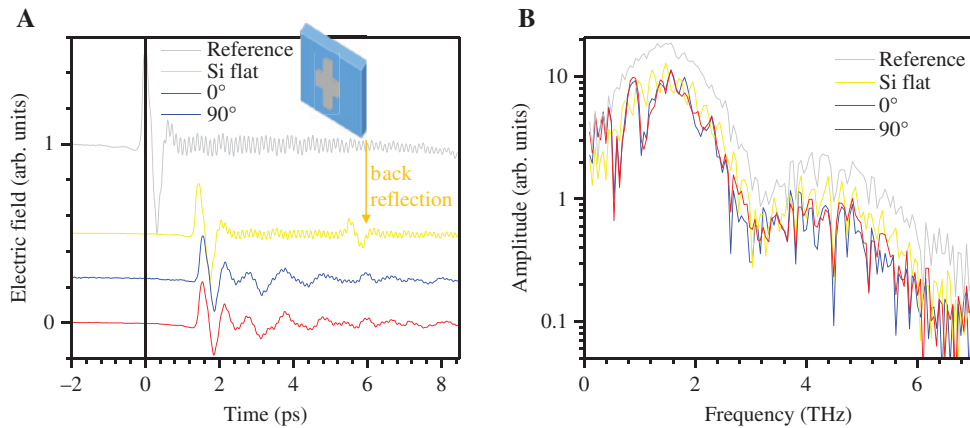 A
Reference
Si flat
0°
90°
back
reflection
1
0
Electric field (arb. units)
−2
0
2
4
6
8
Time (ps)
B
Reference
Si flat
0°
90°
10
1
0.1
Amplitude (arb. units)
0
2
4
6
Frequency (THz)